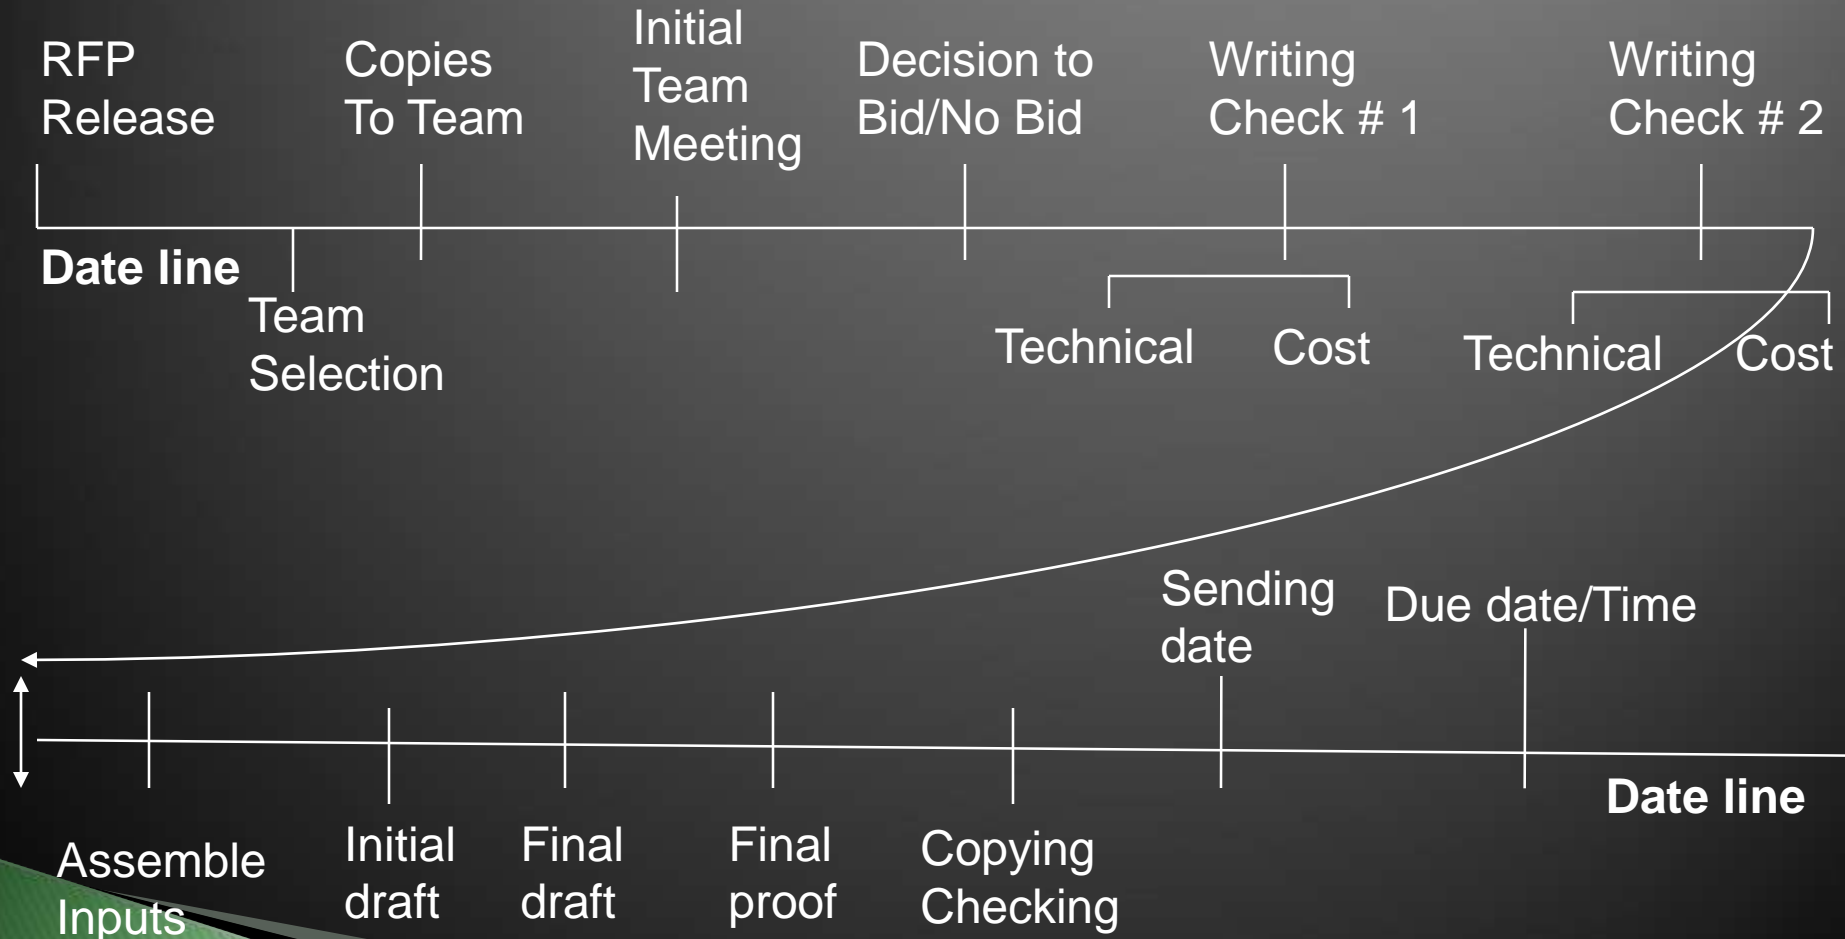 RFP
Release
Copies
To Team
Initial
Team
Meeting
Decision to
Bid/No Bid
Writing
Check # 1
Writing
Check # 2
Date line
Team
Selection
Technical
Cost
Technical
Cost
Sending
date
Due date/Time
Date line
Assemble
Inputs
Initial
draft
Final
draft
Final
proof
Copying
Checking